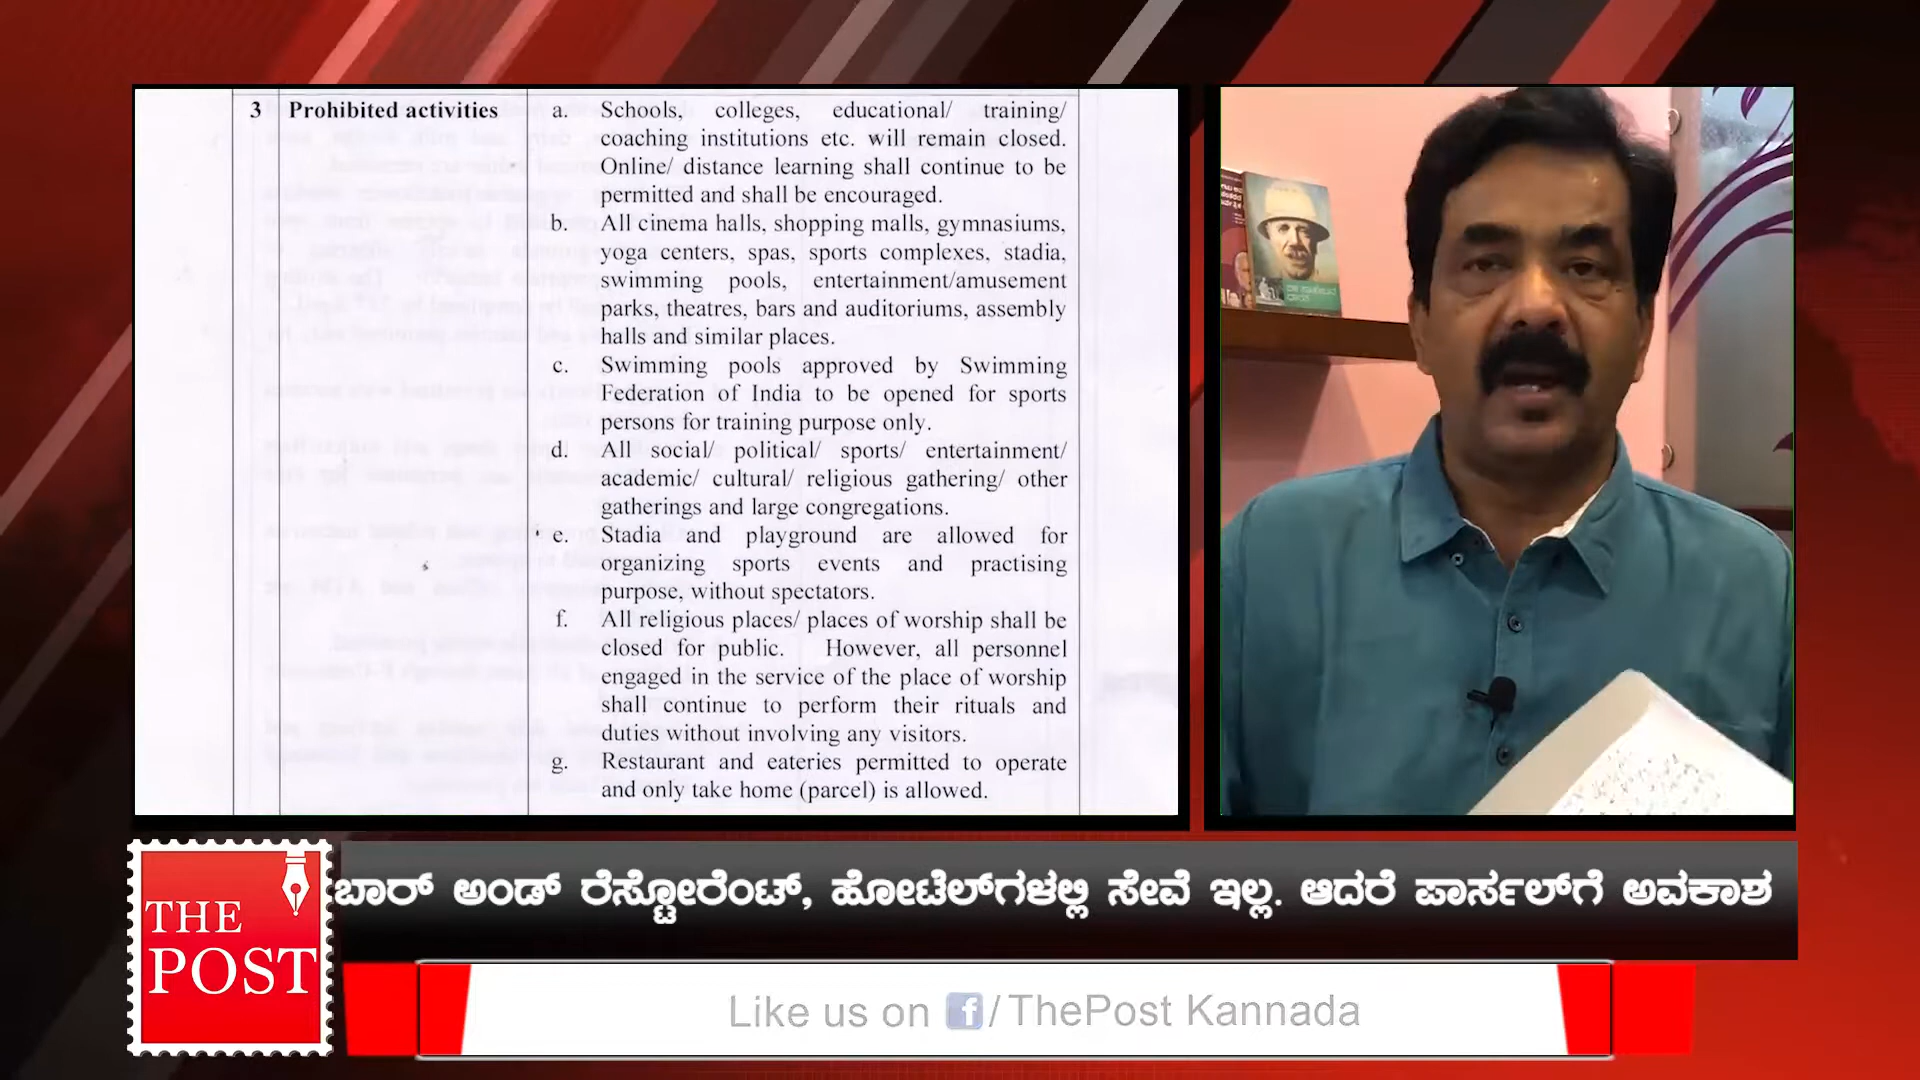 3 Prohibited activities
a. Schools, colleges, educational/ training/
coaching institutions etc. will remain closed.
Online/ distance learning shall continue to be
permitted and shall be encouraged.
b. All cinema halls, shopping malls, gymnasiums,
yoga centers, spas, sports complexes, stadia,
swimming pools, entertainment/amusement
parks, theatres, bars and auditoriums, assembly
halls and similar places.
c. Swimming pools approved by Swimming
Federation of India to be opened for sports
persons for training purpose only.
d. All social/ political/ sports/ entertainment/
academic/ cultural/ religious gathering/ other
gatherings and large congregations.
e. Stadia and playground are allowed for
organizing sports events and practising
purpose, without spectators.
f. All religious places/ places of worship shall be
closed for public. However, all personnel
engaged in the service of the place of worship
shall continue to perform their rituals and
duties without involving any visitors.
g. Restaurant and eateries permitted to operate
and only take home (parcel) is allowed.
THE
POST
ಬಾರ್ ಅಂಡ್ ರೆಸ್ಟೋರೆಂಟ್, ಹೋಟೆಲ್‌ಗಳಲ್ಲಿ ಸೇವೆ ಇಲ್ಲ. ಆದರೆ ಪಾರ್ಸಲ್‌ಗೆ ಅವಕಾಶ
Like us on f/ThePost Kannada